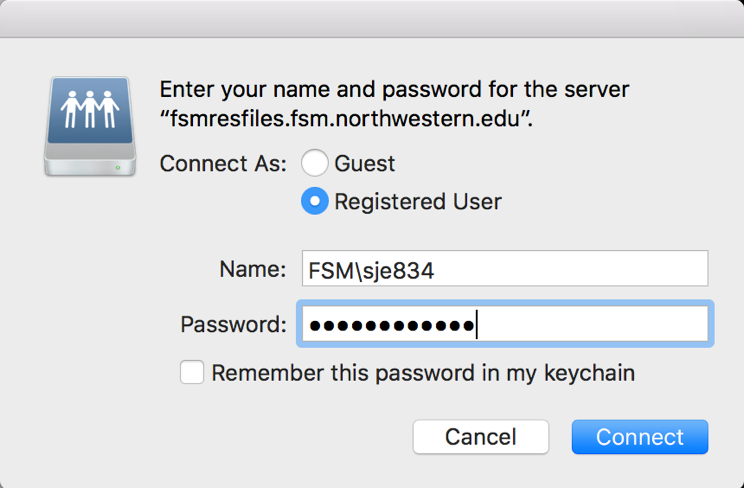 Enter your name and password for the server
“fsmresfiles.fsm.northwestern.edu”.
Connect As: Guest
Registered User
Name: FSM\sje834
Password: ••••••••••••
Remember this password in my keychain
Cancel Connect